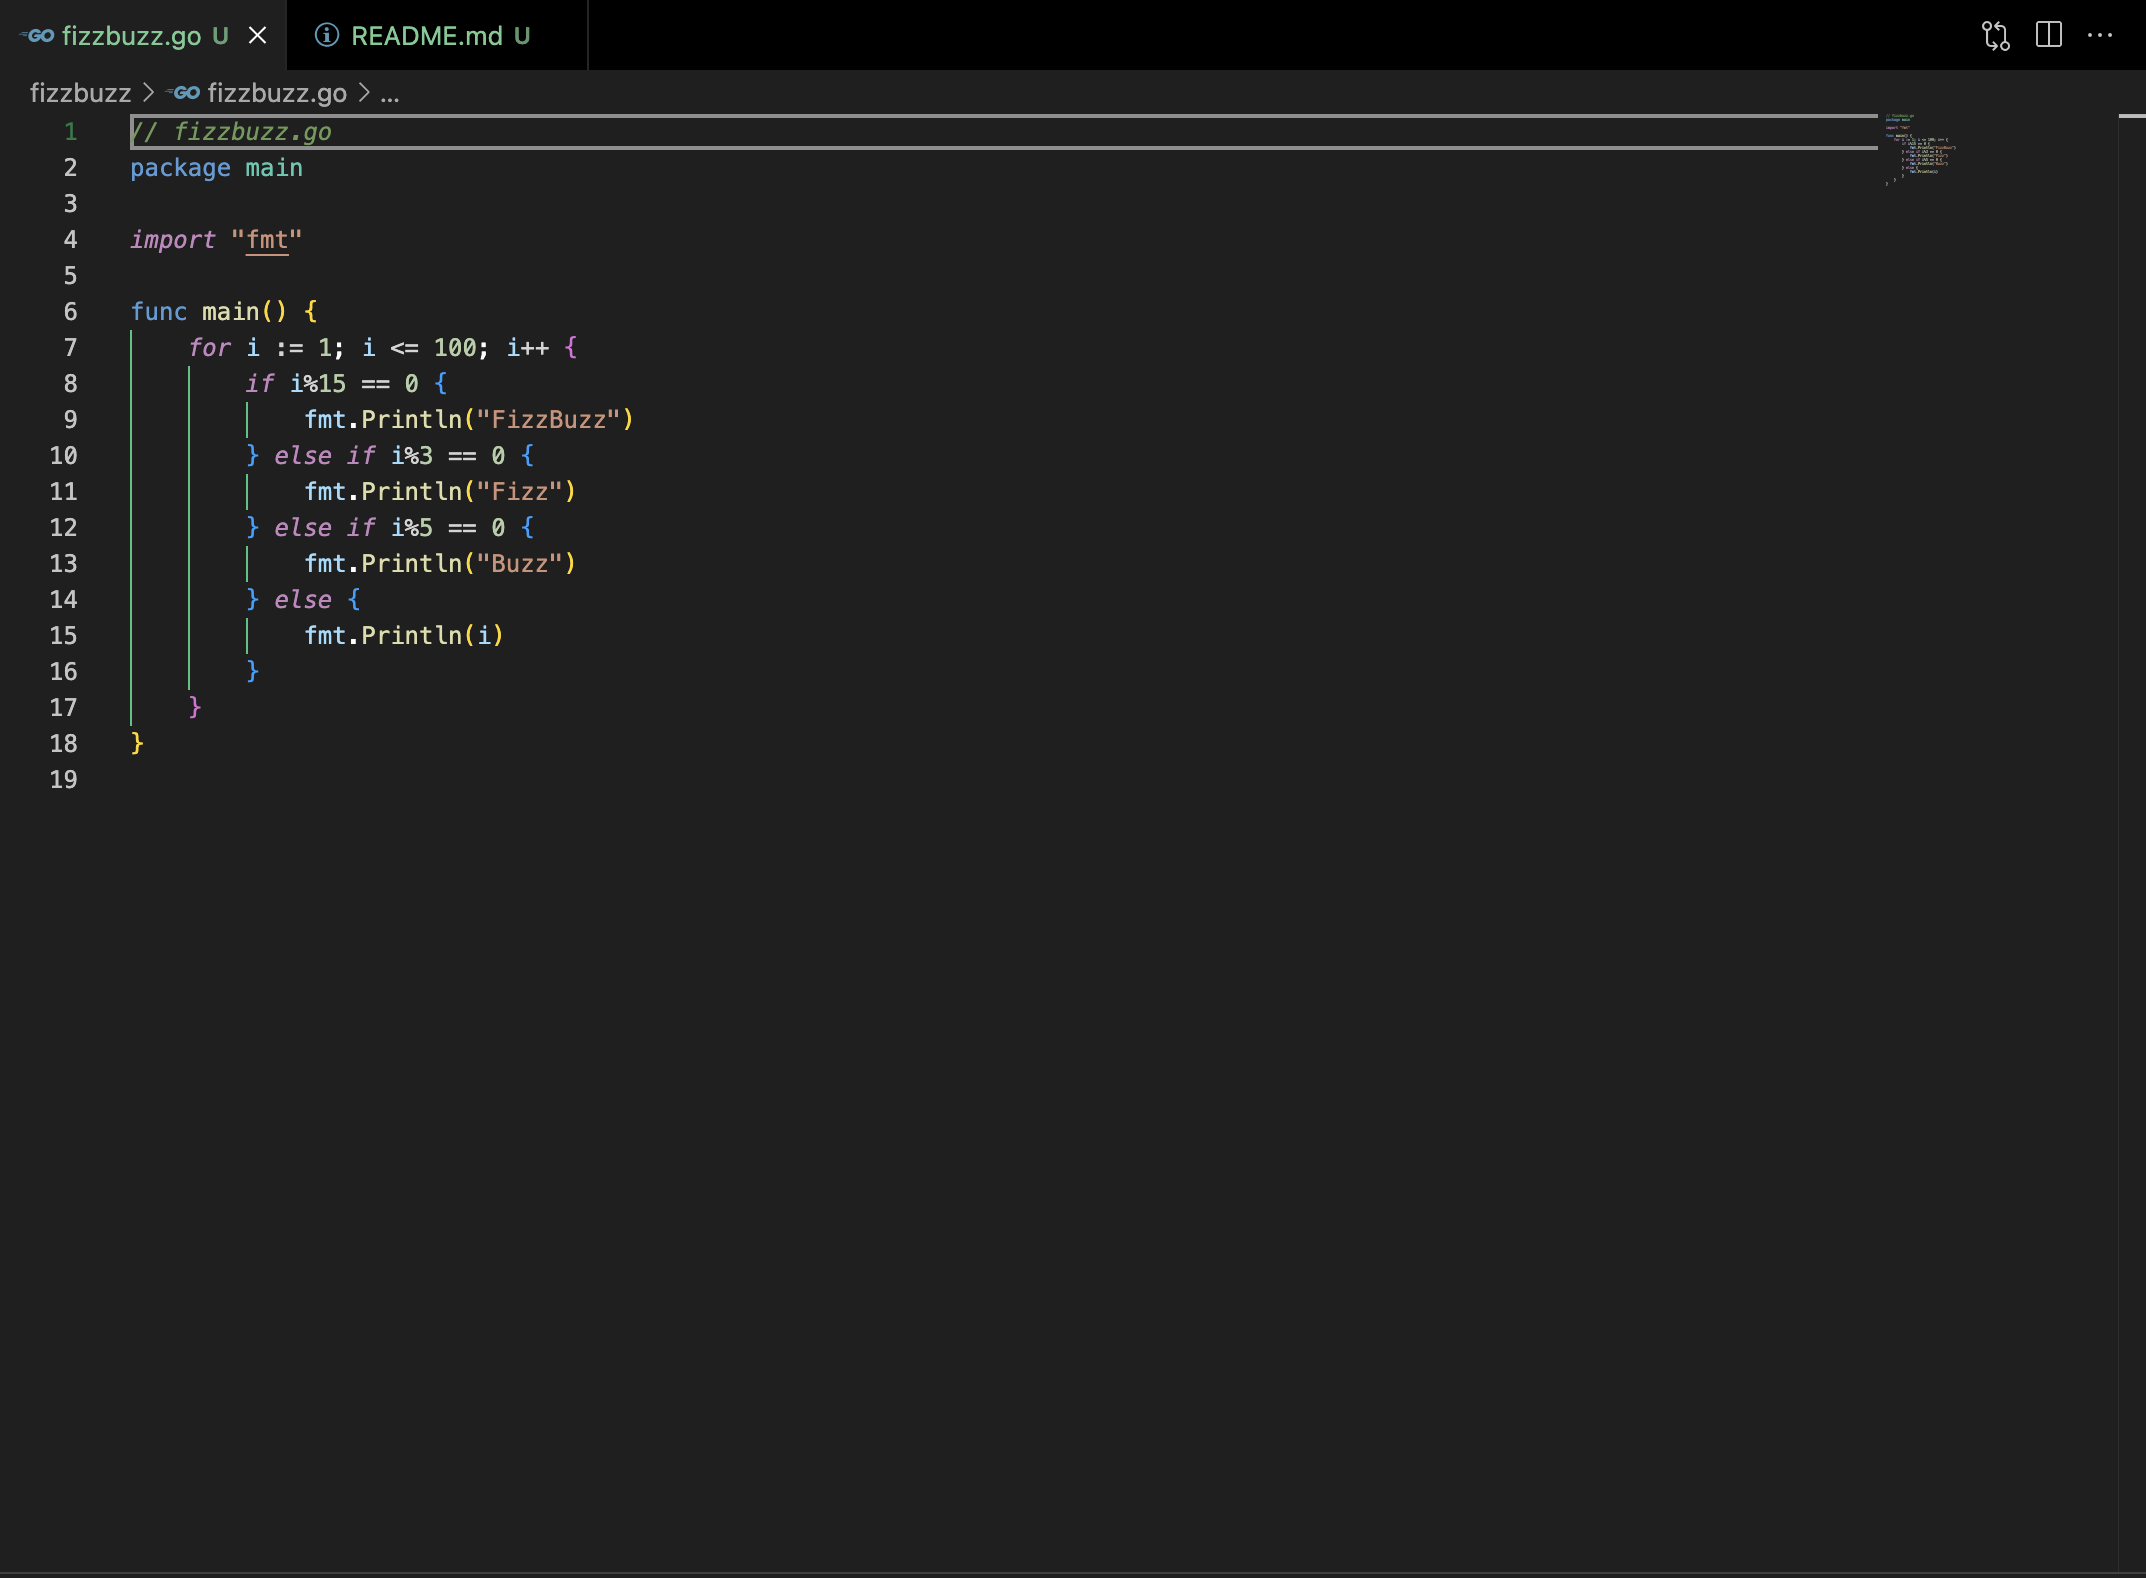 GO fizzbuzz.go U
README.md U
fizzbuzz > GO fizzbuzz.go > ...
1 // fizzbuzz.go
2 package main
3
4 import "fmt"
5
6 func main() {
7     for i := 1; i <= 100; i++ {
8         if i%15 == 0 {
9             fmt.Println("FizzBuzz")
10         } else if i%3 == 0 {
11             fmt.Println("Fizz")
12         } else if i%5 == 0 {
13             fmt.Println("Buzz")
14         } else {
15             fmt.Println(i)
16         }
17     }
18 }
19